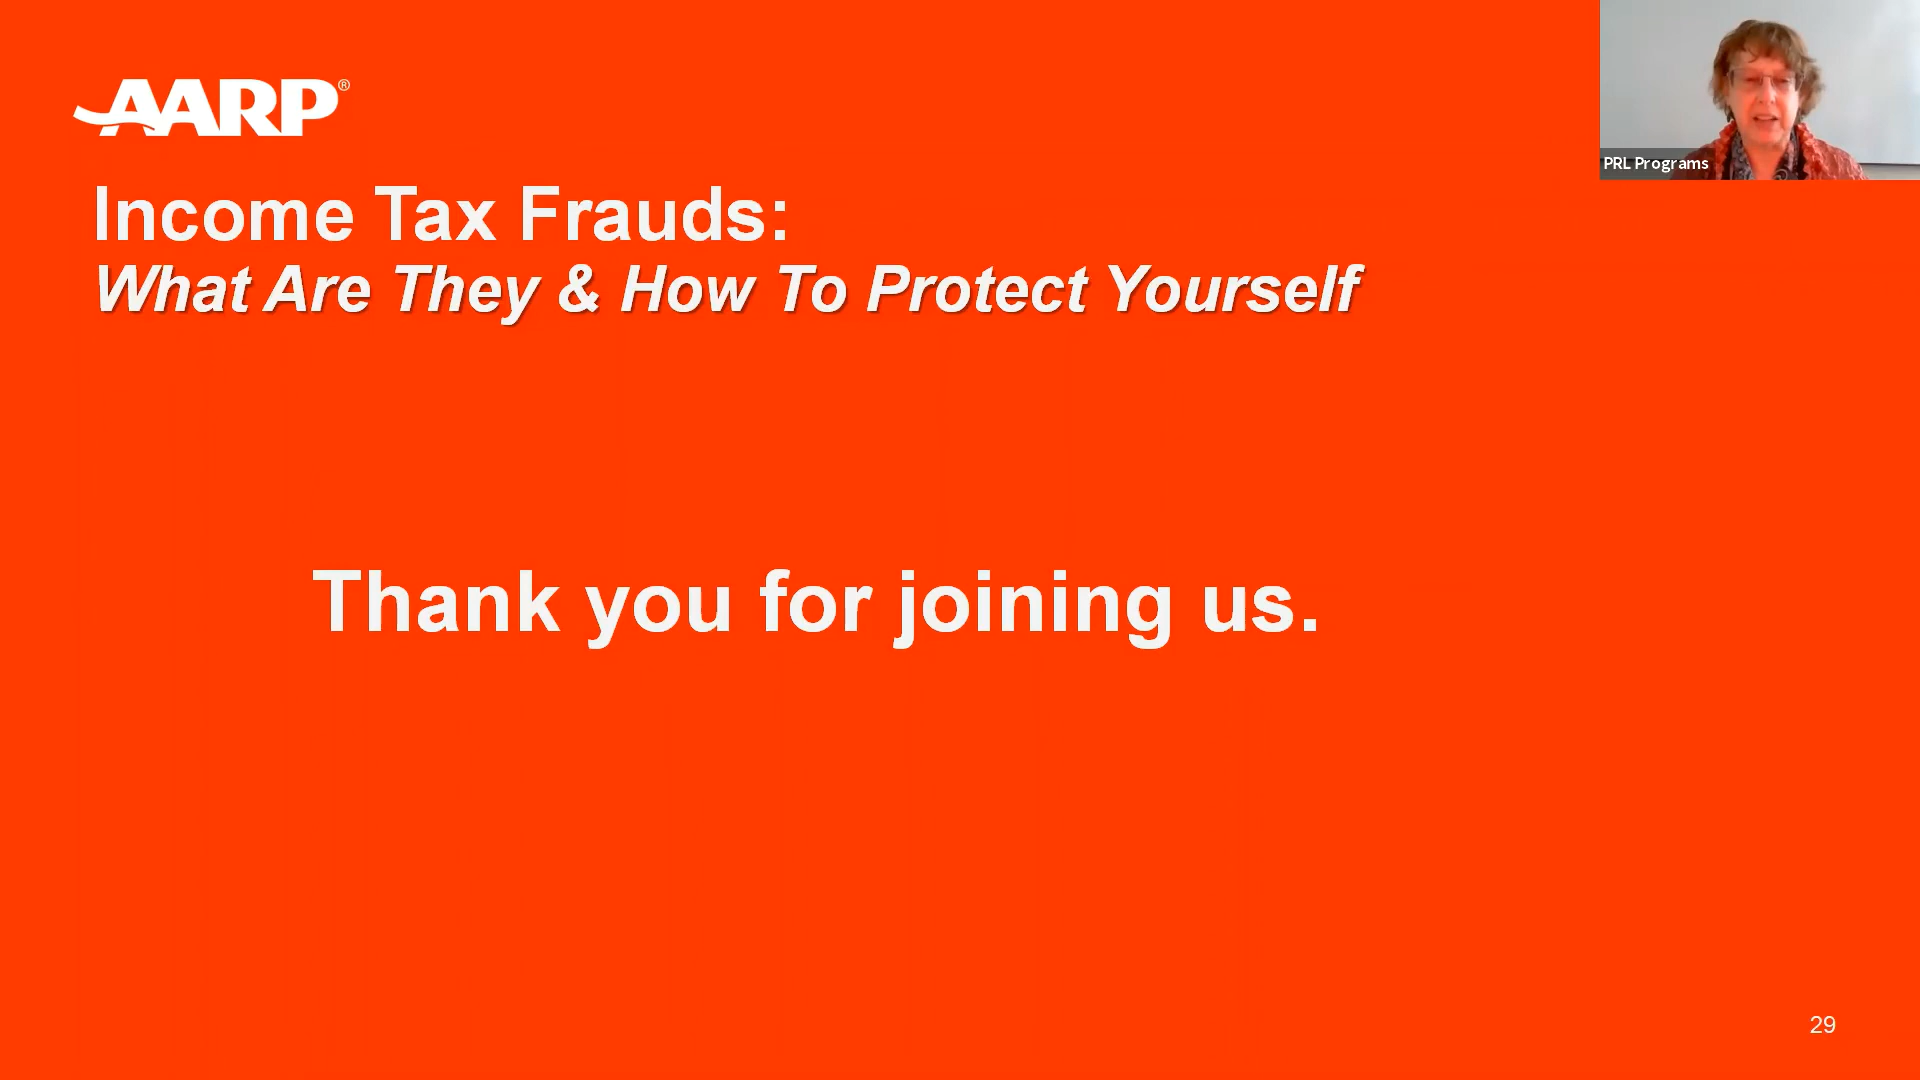 AARP®
PRL Programs
Income Tax Frauds:
What Are They & How To Protect Yourself
Thank you for joining us.
29